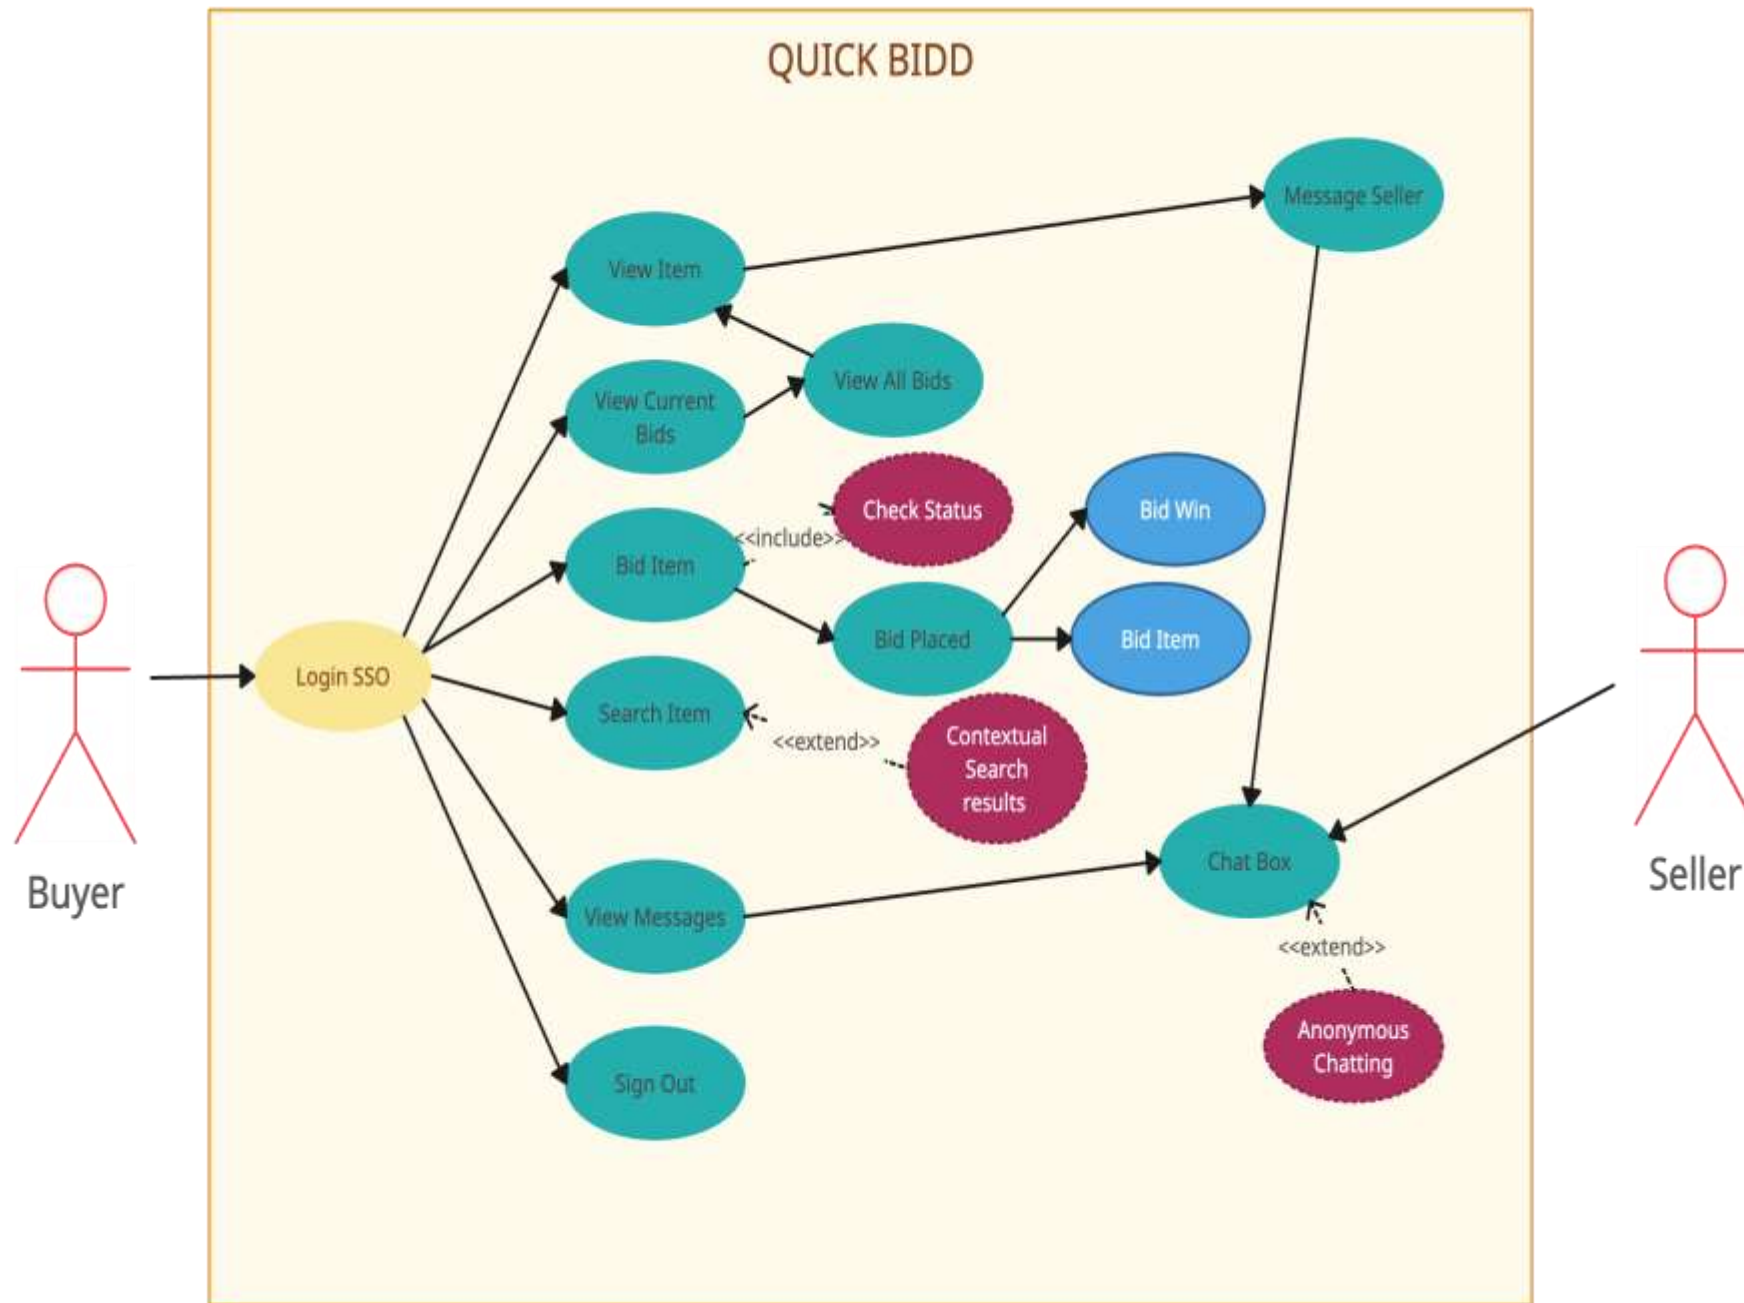 QUICK BIDD
Message Seller
View Item
View All Bids
View Current
Bids
Check Status
Bid Win
<<include>>
Bid Item
Bid Placed
Bid Item
Login SSO
Search Item
<<extend>>
Contextual
Search
results
Buyer
Seller
Chat Box
View Messages
<<extend>>
Anonymous
Chatting
Sign Out